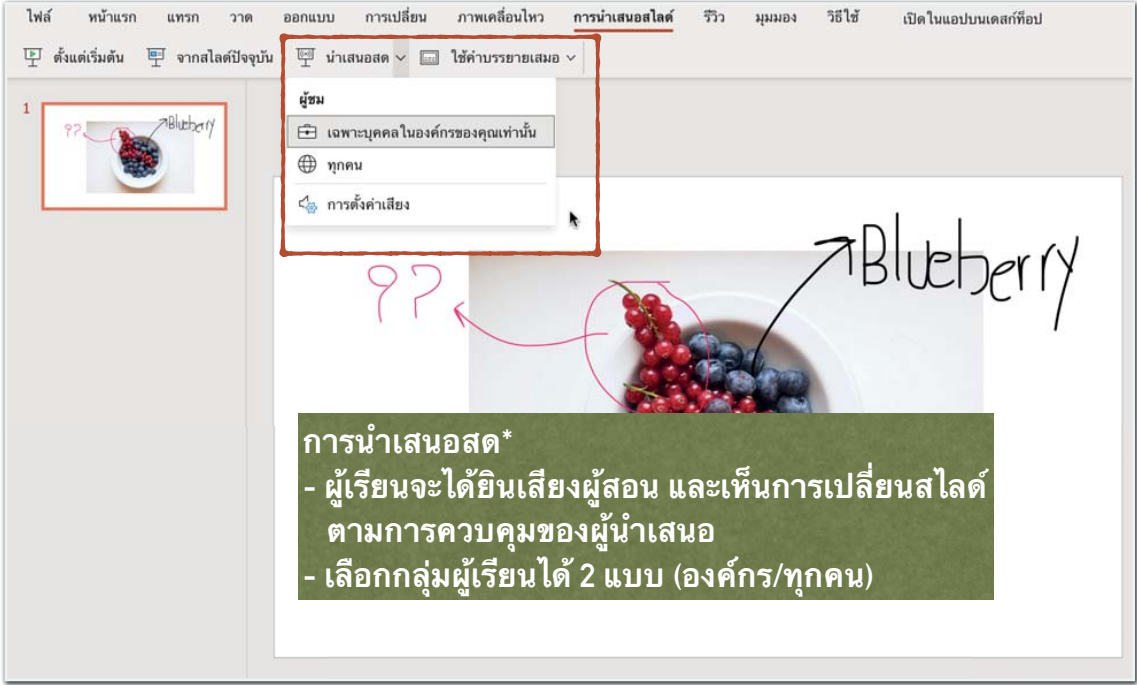 ไฟล์ หน้าแรก แทรก วาด ออกแบบ การเปลี่ยน ภาพเคลื่อนไหว การนำเสนอสไลด์ รีวิว มุมมอง วิธีใช้ เปิดในแอปบนเดสก์ท็อป
ตั้งแต่เริ่มต้น จากสไลด์ปัจจุบัน นำเสนอสด ใช้คำบรรยายเสมอ
ผู้ชม
เฉพาะบุคคลในองค์กรของคุณเท่านั้น
ทุกคน
การตั้งค่าเสียง
1
??
Blueberry
??
Blueberry
การนำเสนอสด*
- ผู้เรียนจะได้ยินเสียงผู้สอน และเห็นการเปลี่ยนสไลด์
ตามการควบคุมของผู้นำเสนอ
- เลือกกลุ่มผู้เรียนได้ 2 แบบ (องค์กร/ทุกคน)